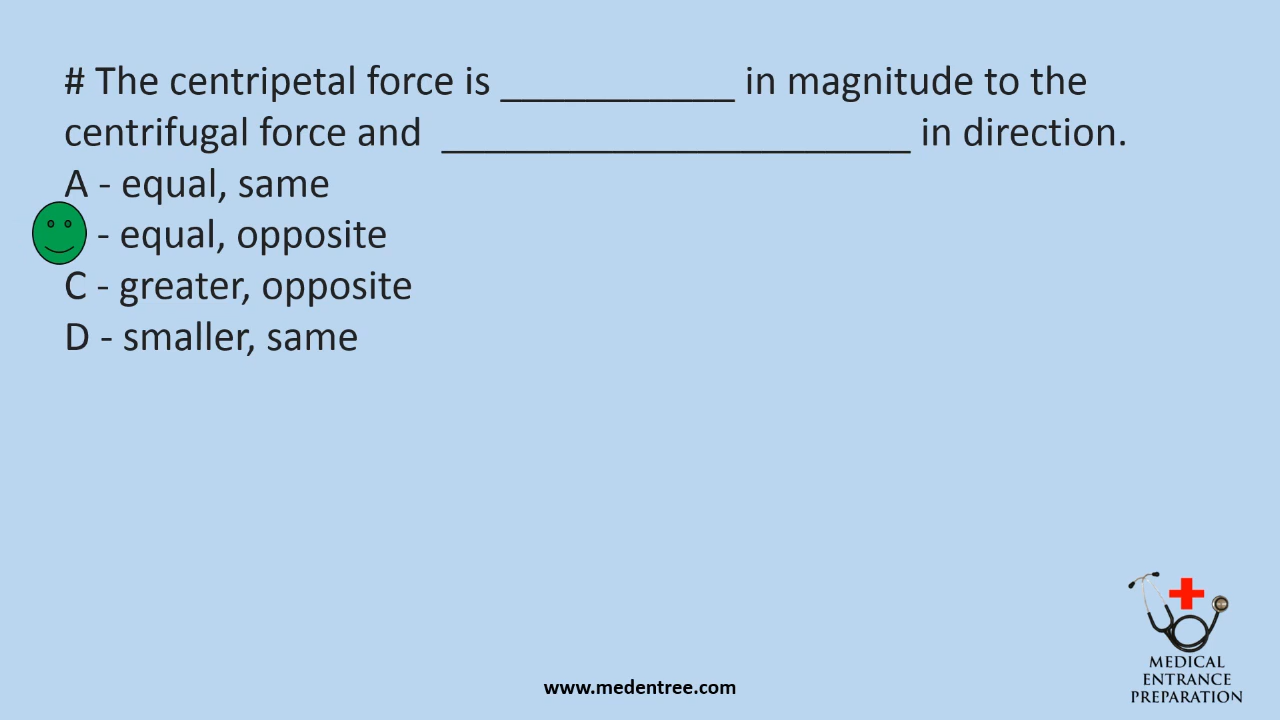 # The centripetal force is ___________ in magnitude to the
centrifugal force and ______________________ in direction.
A - equal, same
- equal, opposite
C - greater, opposite
D - smaller, same
MEDICAL
ENTRANCE
PREPARATION
www.medentree.com